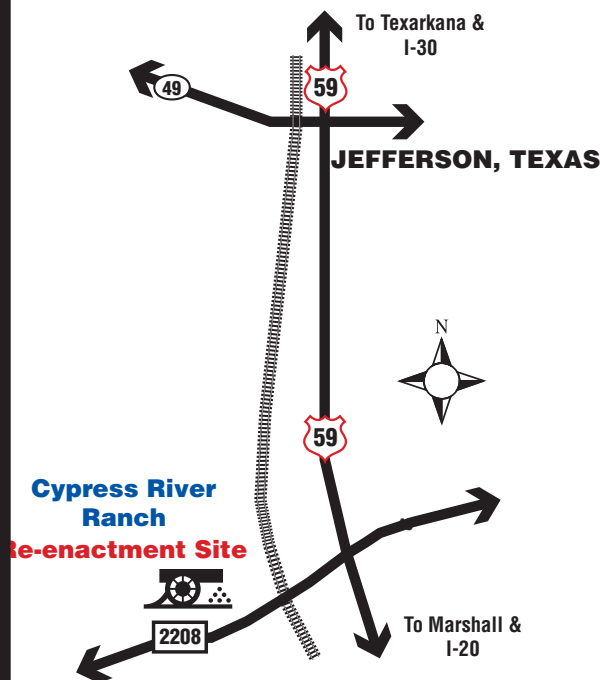 To Texarkana &
I-30
59
49
JEFFERSON, TEXAS
N
59
Cypress River
Ranch
Re-enactment Site
2208
To Marshall &
I-20